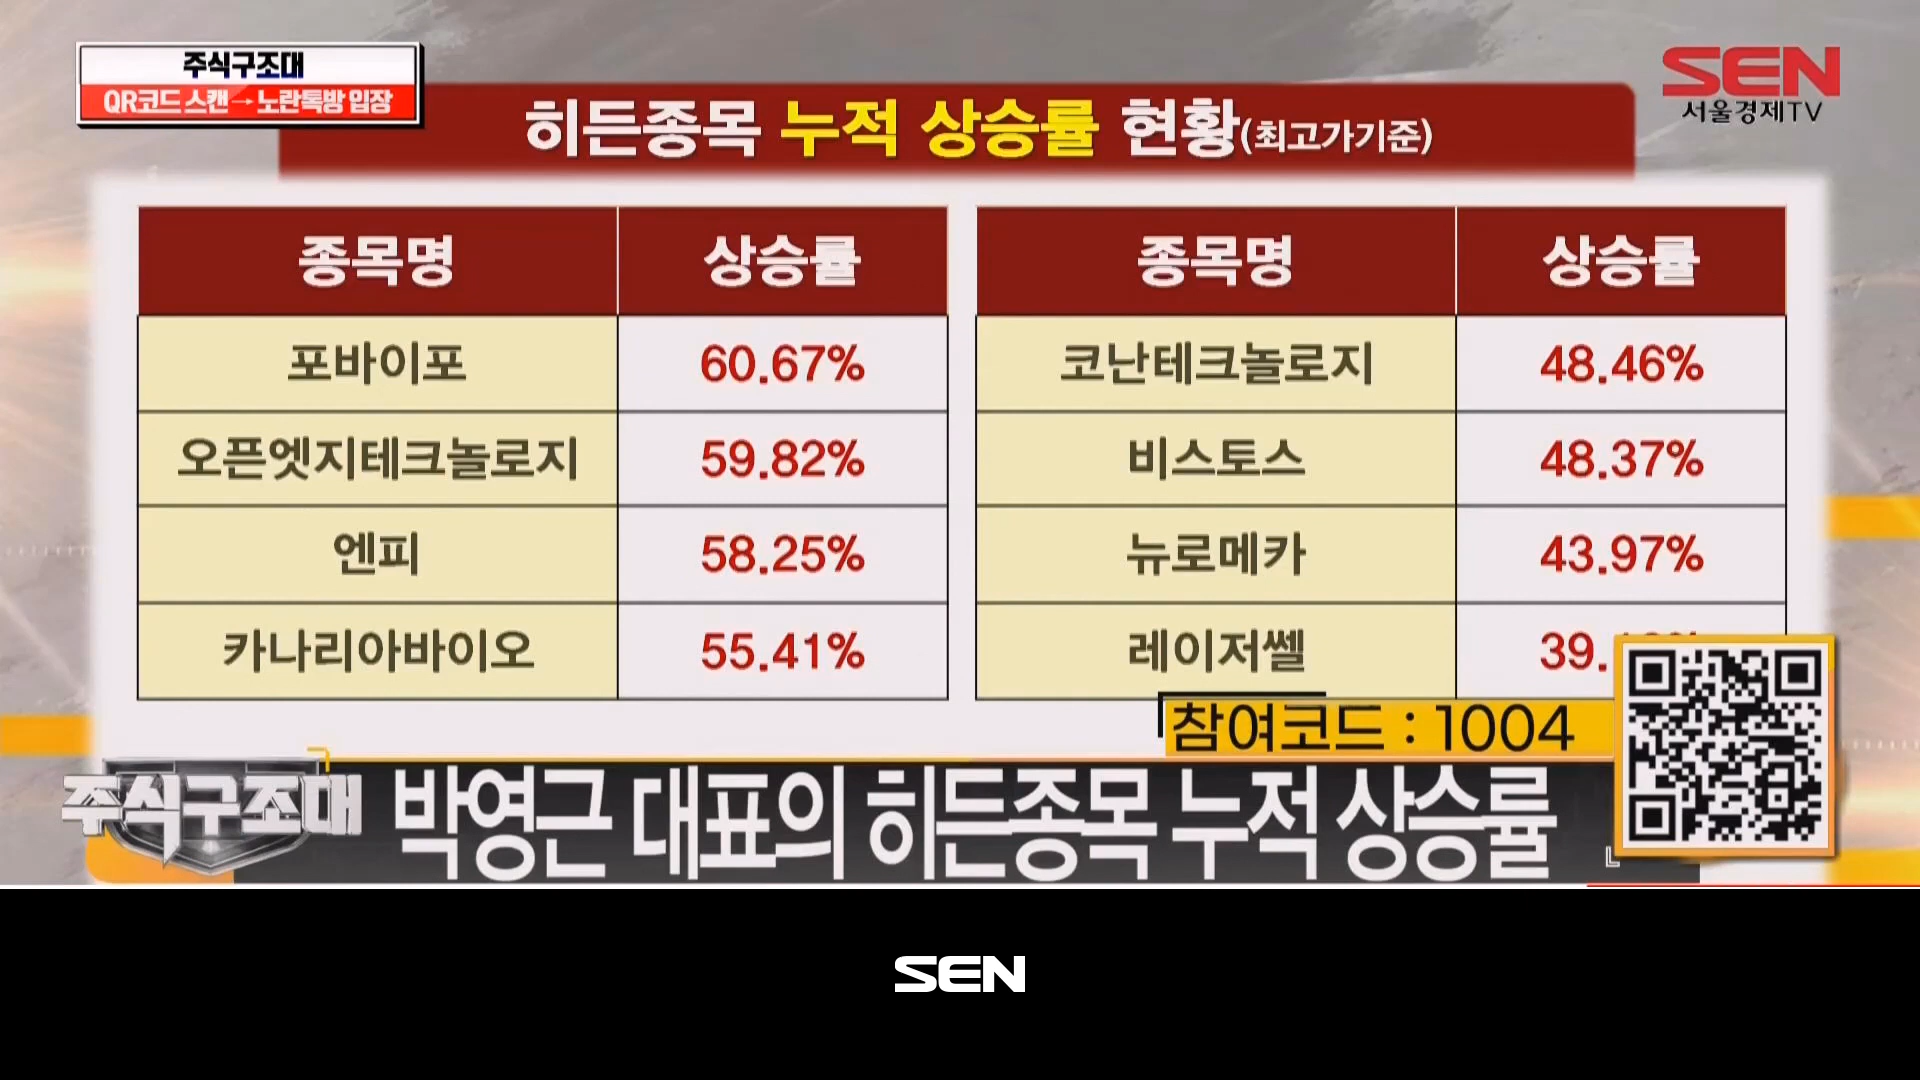 주식구조대
QR코드 스캔→노란톡방 입장
SEN
서울경제TV
히든종목 누적 상승률 현황(최고가기준)
종목명 상승률 종목명 상승률
포바이포 60.67% 코난테크놀로지 48.46%
오픈엣지테크놀로지 59.82% 비스토스 48.37%
엔피 58.25% 뉴로메카 43.97%
카나리아바이오 55.41% 레이저쎌
참여코드 : 1004
주식구조대
박영근 대표의 히든종목 누적 상승률
SEN